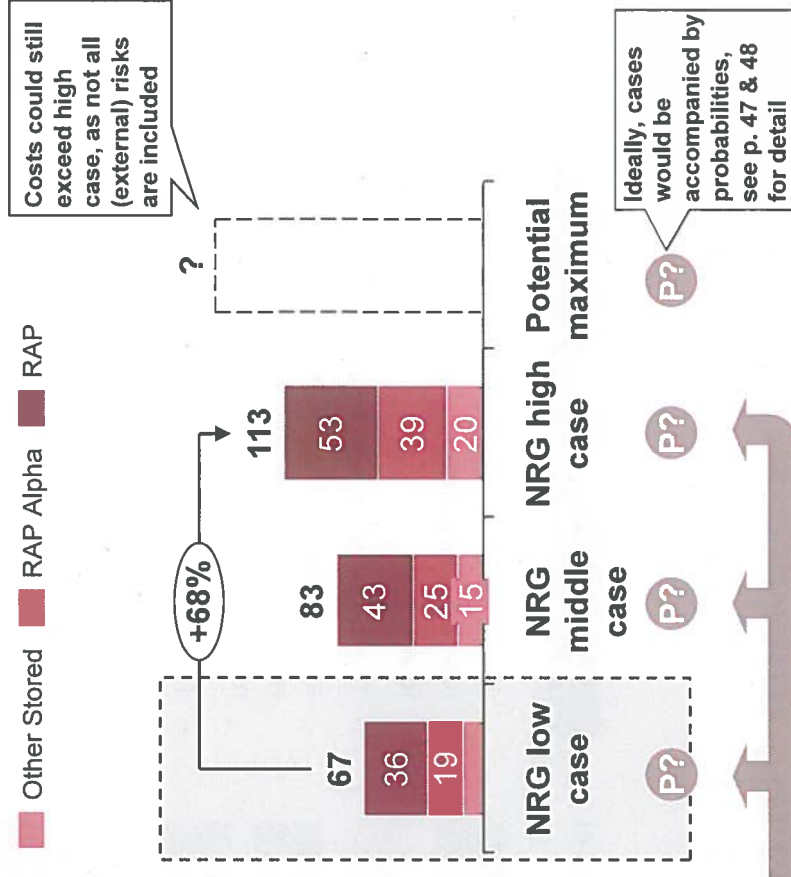 Other Stored
RAP Alpha
RAP
Costs could still
exceed high
case, as not all
(external) risks
are included
+68%
67
36
19
83
43
25
15
113
53
39
20
?
NRG low
case
NRG
middle
case
NRG high
case
Potential
maximum
P?
P?
P?
P?
Ideally, cases
would be
accompanied by
probabilities,
see p. 47 & 48
for detail